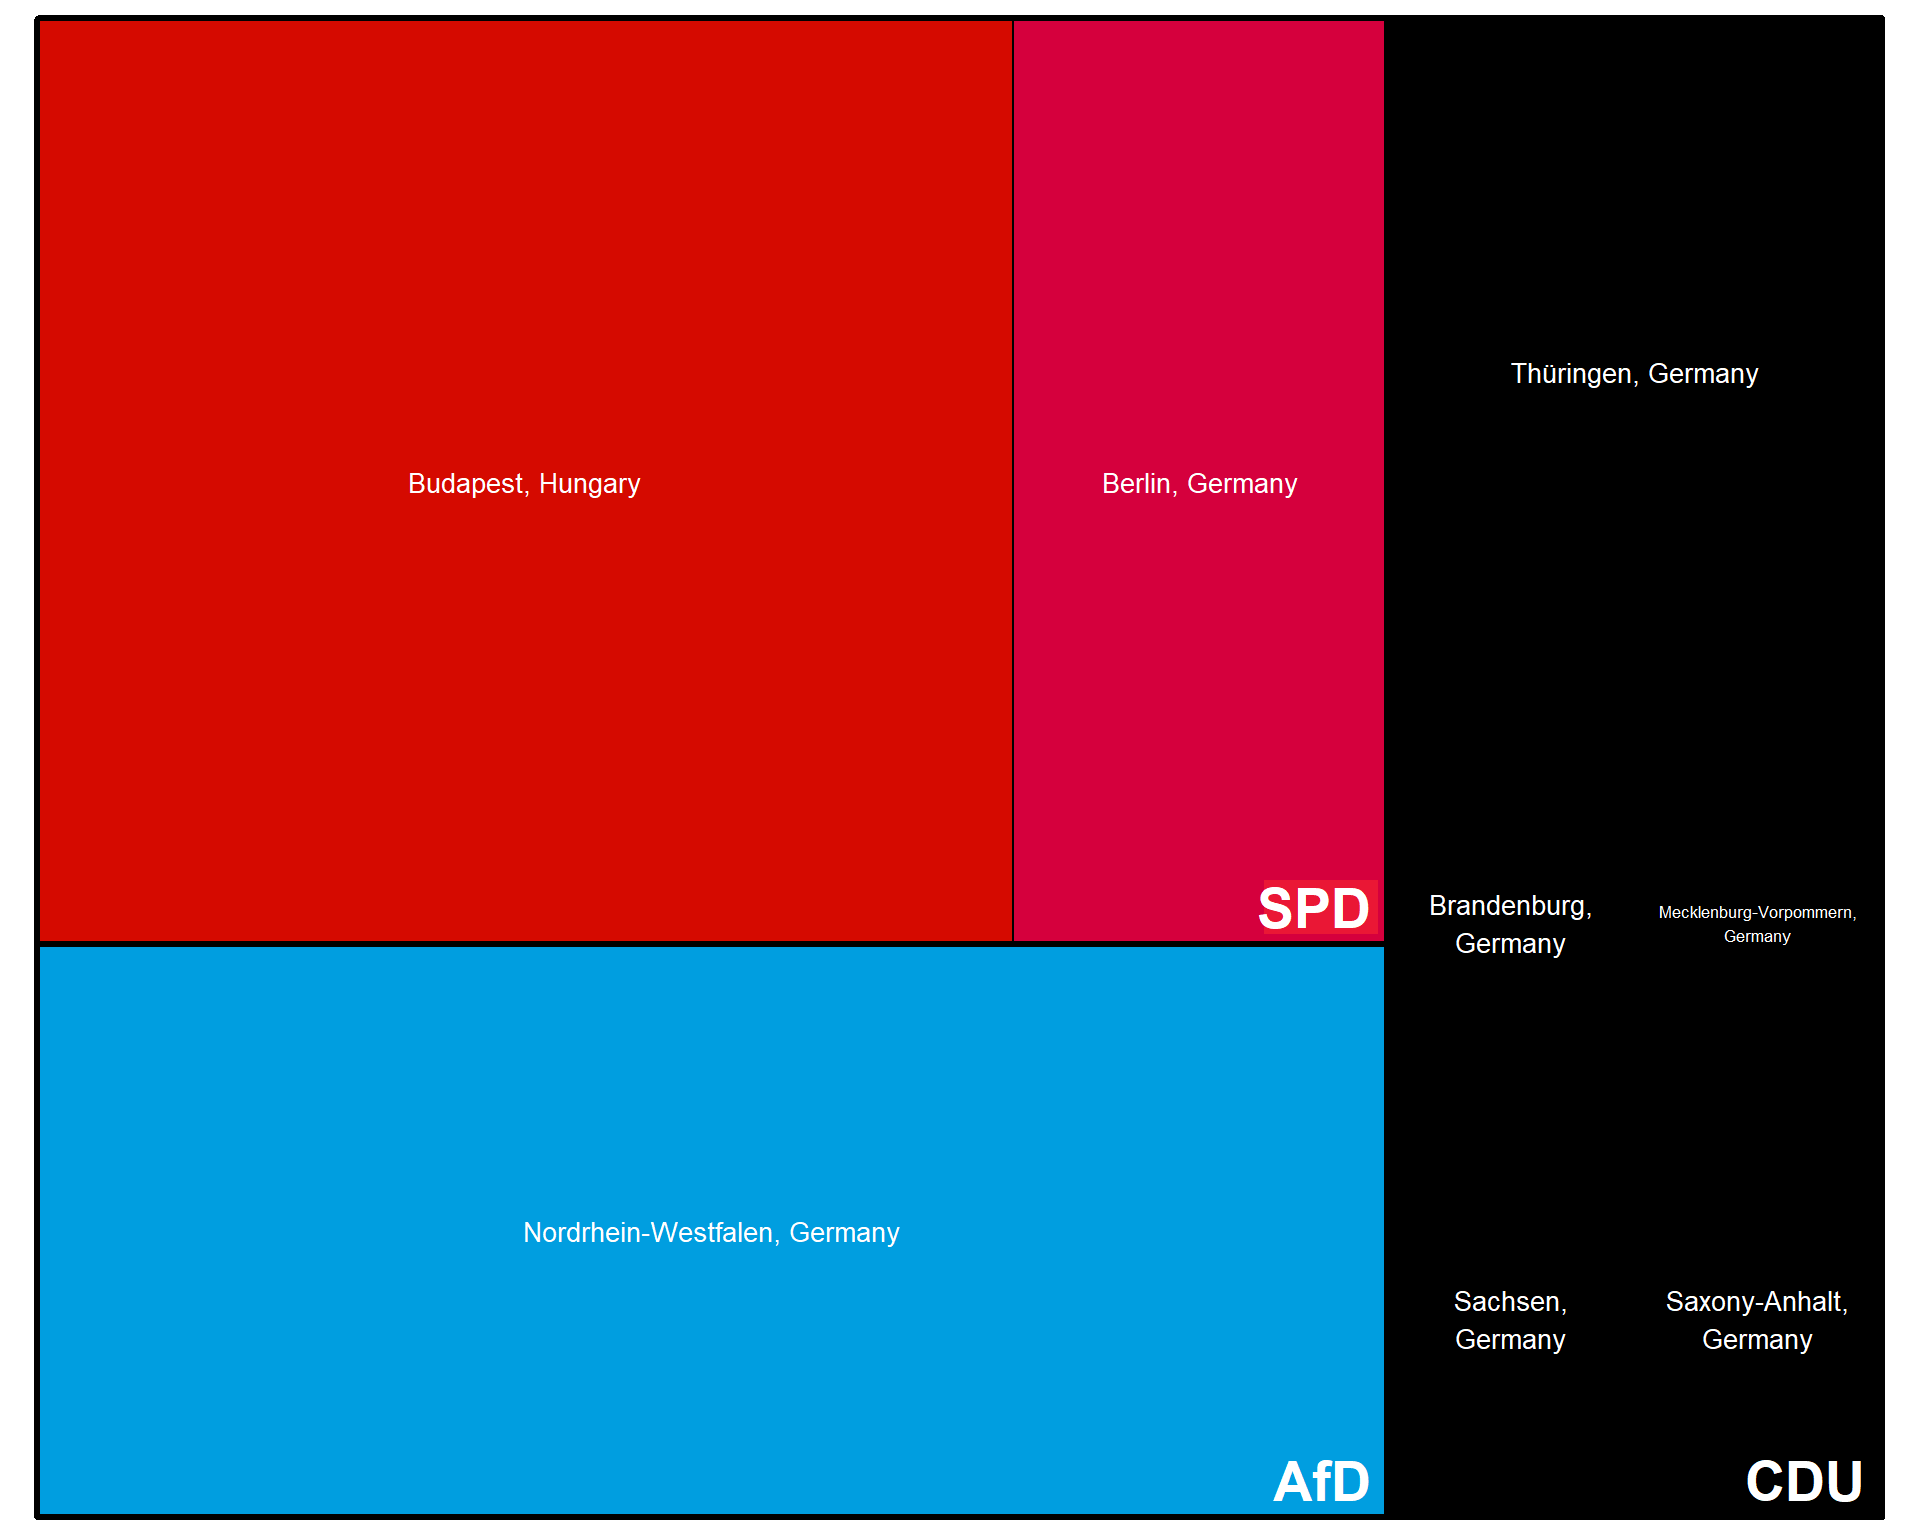 Budapest, Hungary
Berlin, Germany
SPD
Nordrhein-Westfalen, Germany
AfD
Thüringen, Germany
Brandenburg,
Germany
Mecklenburg-Vorpommern,
Germany
Sachsen,
Germany
Saxony-Anhalt,
Germany
CDU